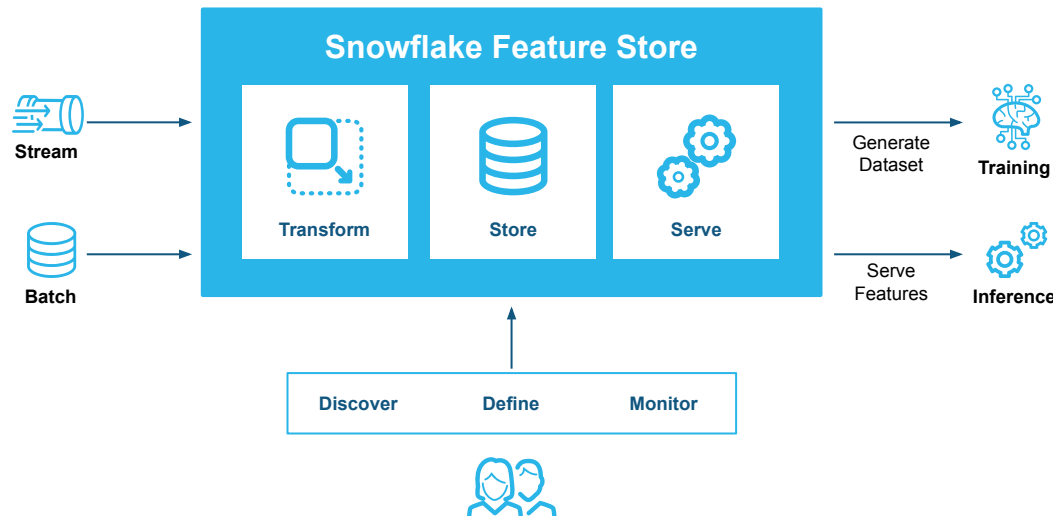 Snowflake Feature Store
Stream
Batch
Transform
Store
Serve
Generate
Dataset
Training
Serve
Features
Inference
Discover
Define
Monitor